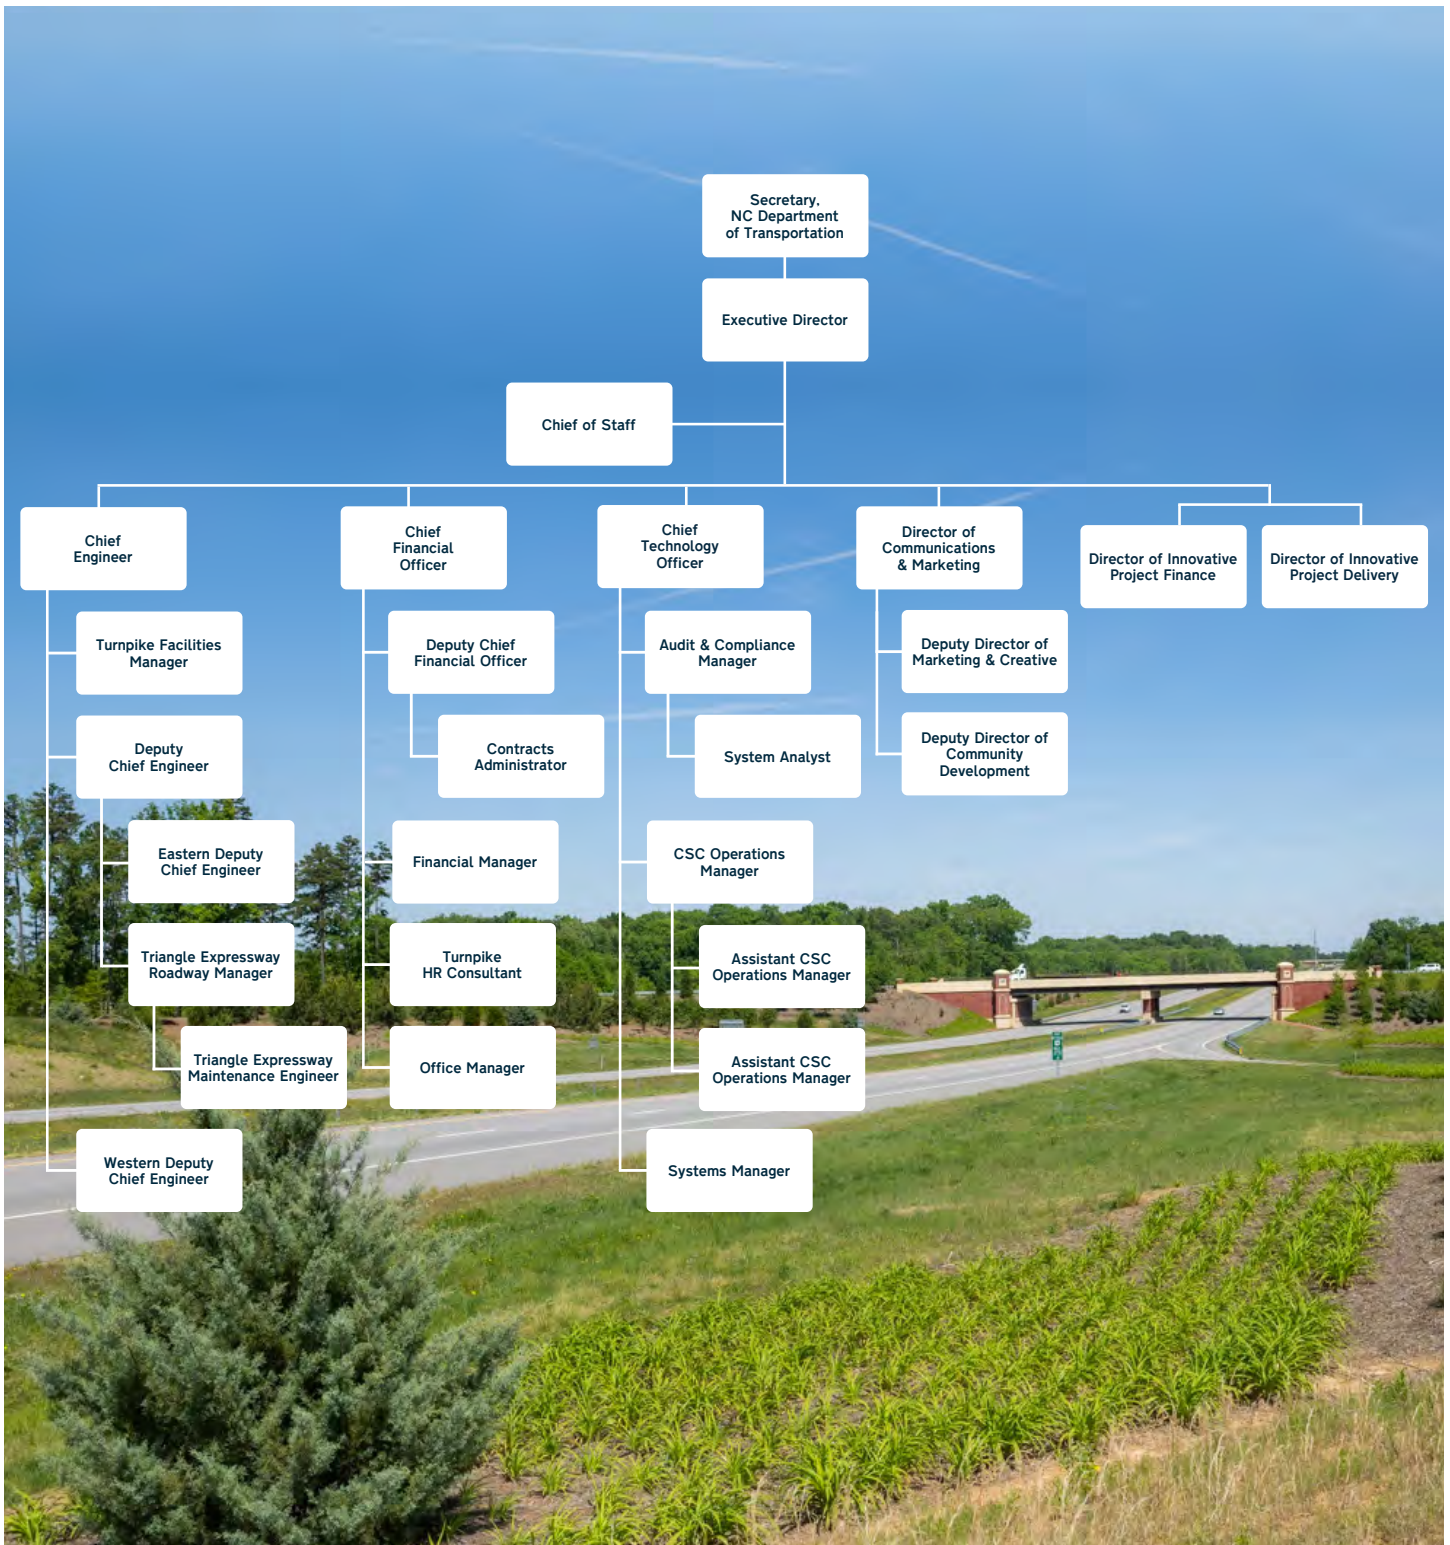 Secretary,
NC Department
of Transportation
Executive Director
Chief of Staff
Chief
Engineer
Turnpike Facilities
Manager
Deputy
Chief Engineer
Eastern Deputy
Chief Engineer
Triangle Expressway
Roadway Manager
Triangle Expressway
Maintenance Engineer
Western Deputy
Chief Engineer
Chief
Financial
Officer
Deputy Chief
Financial Officer
Contracts
Administrator
Financial Manager
Turnpike
HR Consultant
Office Manager
Chief
Technology
Officer
Audit & Compliance
Manager
System Analyst
CSC Operations
Manager
Assistant CSC
Operations Manager
Assistant CSC
Operations Manager
Systems Manager
Director of
Communications
& Marketing
Deputy Director of
Marketing & Creative
Deputy Director of
Community
Development
Director of Innovative
Project Finance
Director of Innovative
Project Delivery